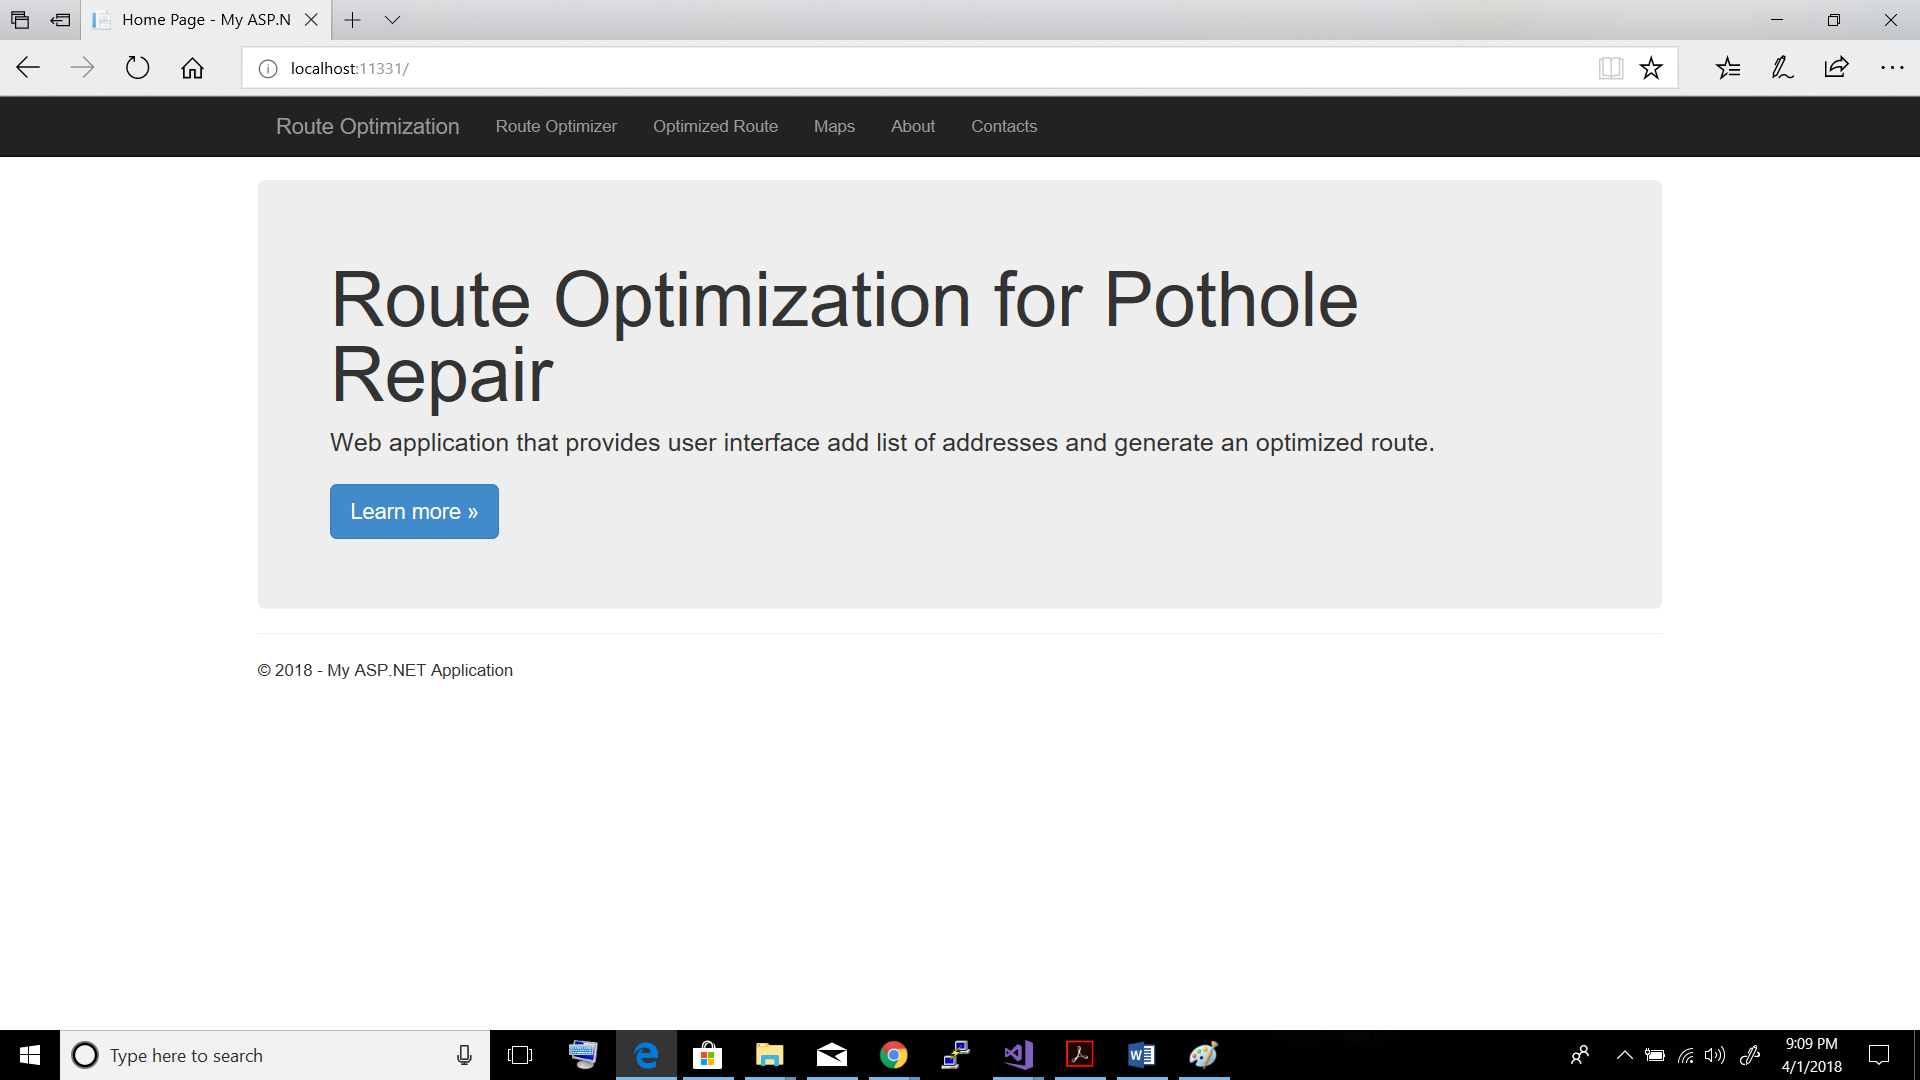 Home Page - My ASP.N
localhost:11331/
Route Optimization Route Optimizer Optimized Route Maps About Contacts
Route Optimization for Pothole
Repair
Web application that provides user interface add list of addresses and generate an optimized route.
Learn more »
© 2018 - My ASP.NET Application
Type here to search
9:09 PM
4/1/2018